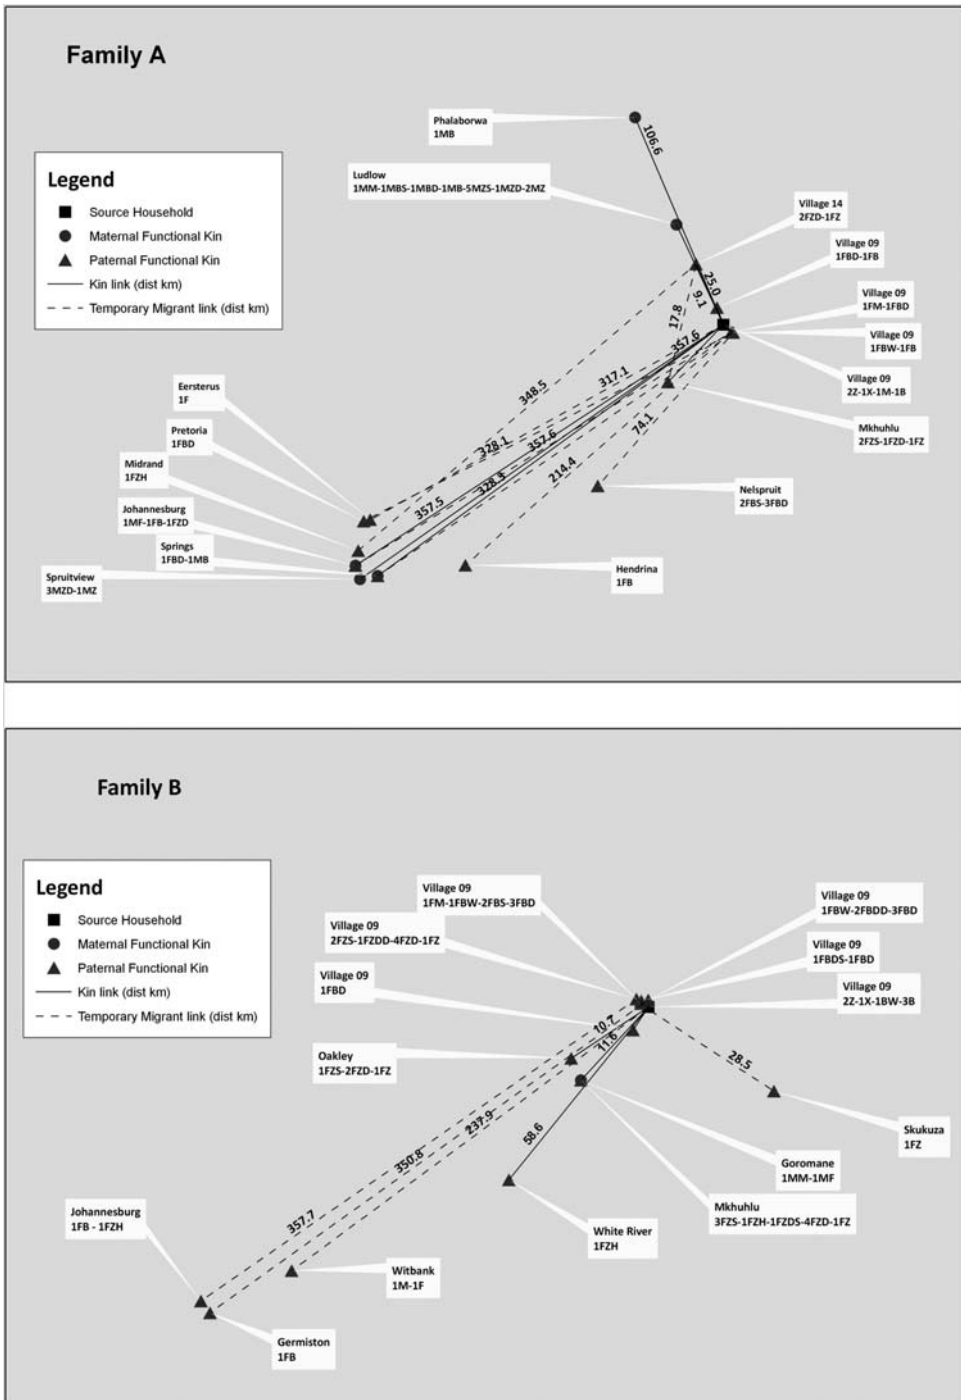 Family A
Phalaborwa
1MB
Ludlow
1MM-1MBS-1MBD-1MB-5MZS-1MZD-2MZ
Legend
Source Household
Maternal Functional Kin
Paternal Functional Kin
Kin link (dist km)
Temporary Migrant link (dist km)
Village 14
2FZD-1FZ
Village 09
1FBD-1FB
Village 09
1FM-1FBD
Village 09
1FBW-1FB
Village 09
2Z-1X-1M-1B
Mkhuhlu
2FZS-1FZD-1FZ
106.6
25.0
9.1
17.8
357.6
317.1
348.5
74.1
328.1
357.6
214.4
328.5
357.5
Eersterus
1F
Pretoria
1FBD
Midrand
1FZH
Johannesburg
1MF-1FB-1FZD
Springs
1FBD-1MB
Spruitview
3MZD-1MZ
Nelspruit
2FBS-3FBD
Hendrina
1FB
Family B
Legend
Source Household
Maternal Functional Kin
Paternal Functional Kin
Kin link (dist km)
Temporary Migrant link (dist km)
Village 09
1FM-1FBW-2FBS-3FBD
Village 09
2FZS-1FZDD-4FZD-1FZ
Village 09
1FBD
Oakley
1FZS-2FZD-1FZ
Village 09
1FBW-2FBDD-3FBD
Village 09
1FBDS-1FBD
Village 09
2Z-1X-1BW-3B
10.7
11.6
28.5
58.6
237.9
350.8
357.7
Skukuza
1FZ
Goromane
1MM-1MF
Mkhuhlu
3FZS-1FZH-1FZDS-4FZD-1FZ
White River
1FZH
Johannesburg
1FB - 1FZH
Witbank
1M-1F
Germiston
1FB